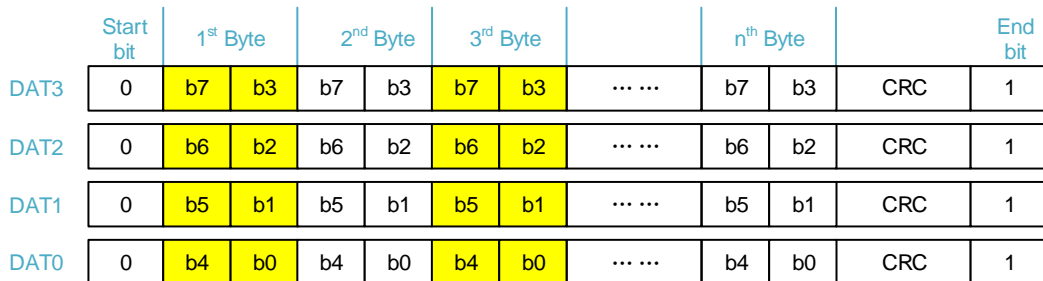 Start bit 1st Byte 2nd Byte 3rd Byte nth Byte End bit
DAT3 0 b7 b3 b7 b3 b7 b3 ... ... b7 b3 CRC 1
DAT2 0 b6 b2 b6 b2 b6 b2 ... ... b6 b2 CRC 1
DAT1 0 b5 b1 b5 b1 b5 b1 ... ... b5 b1 CRC 1
DAT0 0 b4 b0 b4 b0 b4 b0 ... ... b4 b0 CRC 1